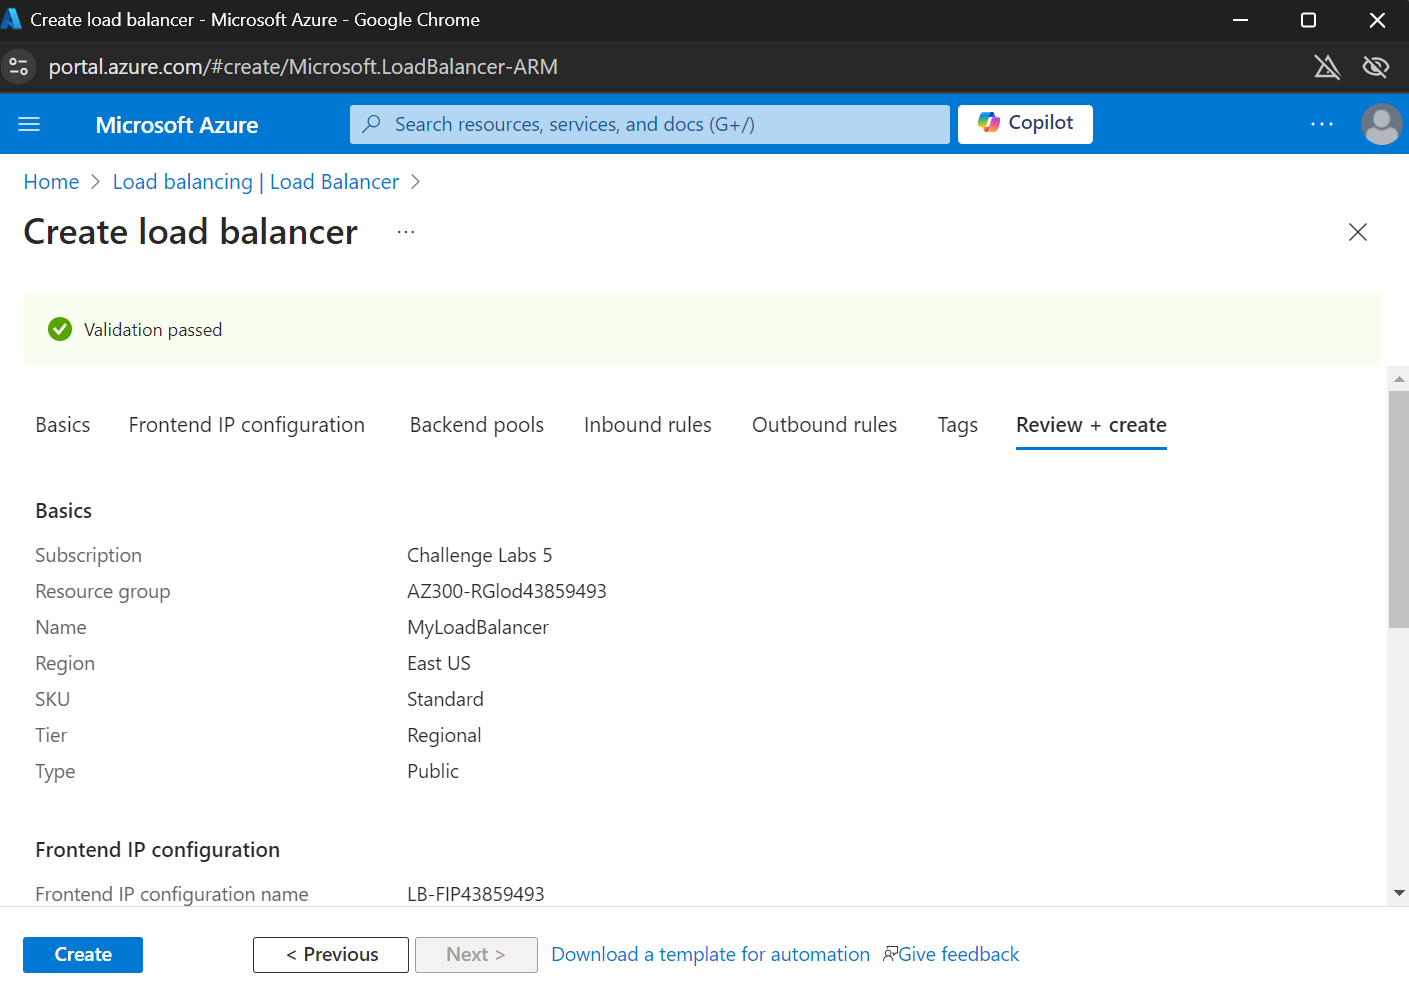 Create load balancer - Microsoft Azure - Google Chrome
portal.azure.com/#create/Microsoft.LoadBalancer-ARM
Microsoft Azure
Search resources, services, and docs (G+/)
Copilot
...
Home > Load balancing | Load Balancer >
Create load balancer ...
Validation passed
Basics Frontend IP configuration Backend pools Inbound rules Outbound rules Tags Review + create
Basics
Subscription Challenge Labs 5
Resource group AZ300-RGlod43859493
Name MyLoadBalancer
Region East US
SKU Standard
Tier Regional
Type Public
Frontend IP configuration
Frontend IP configuration name LB-FIP43859493
Create < Previous Next > Download a template for automation Give feedback